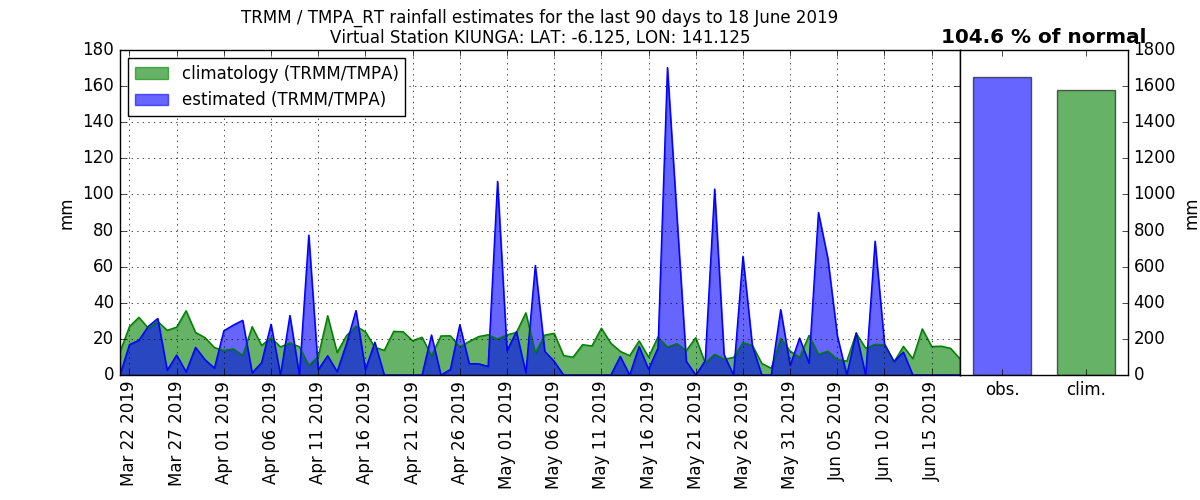 TRMM / TMPA_RT rainfall estimates for the last 90 days to 18 June 2019
Virtual Station KIUNGA: LAT: -6.125, LON: 141.125
104.6 % of normal
climatology (TRMM/TMPA)
estimated (TRMM/TMPA)
mm
180
160
140
120
100
80
60
40
20
0
Mar 22 2019
Mar 27 2019
Apr 01 2019
Apr 06 2019
Apr 11 2019
Apr 16 2019
Apr 21 2019
Apr 26 2019
May 01 2019
May 06 2019
May 11 2019
May 16 2019
May 21 2019
May 26 2019
May 31 2019
Jun 05 2019
Jun 10 2019
Jun 15 2019
obs.
clim.
1800
1600
1400
1200
1000
800
600
400
200
0
mm